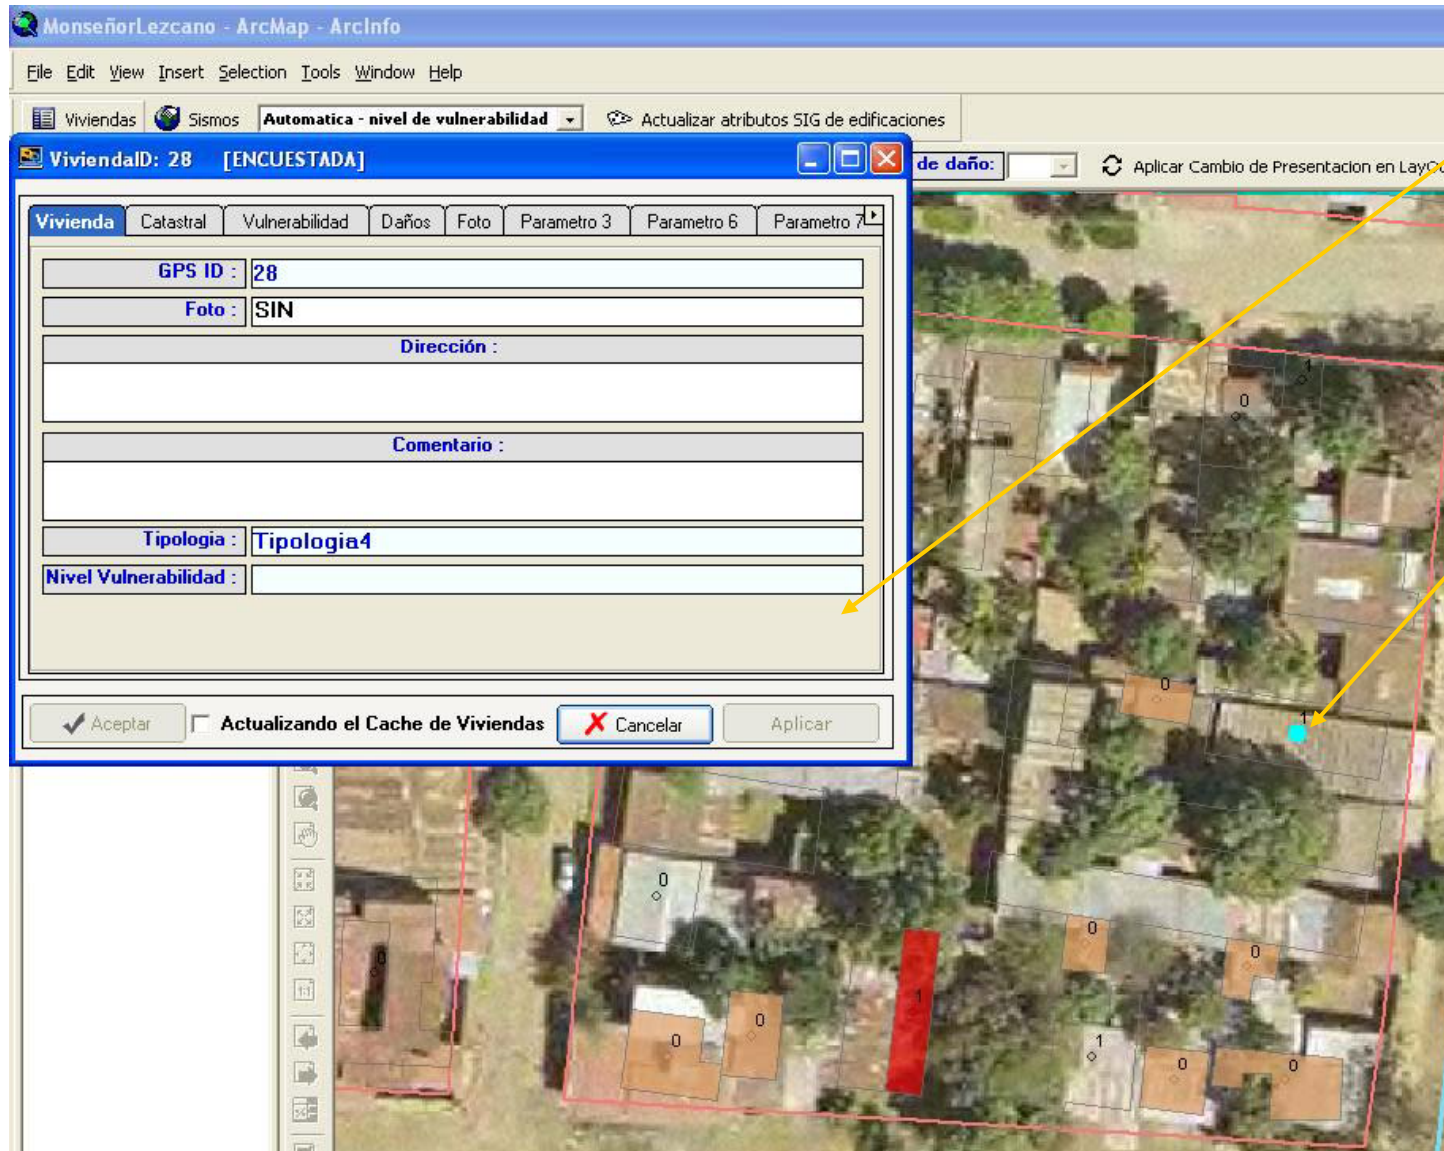 MonseñorLezcano - ArcMap - ArcInfo
File Edit View Insert Selection Tools Window Help
Viviendas Sismos Automatica - nivel de vulnerabilidad Actualizar atributos SIG de edificaciones
ViviendaID: 28 [ENCUESTADA]
de daño: Aplicar Cambio de Presentacion en LayO
Vivienda Catastral Vulnerabilidad Daños Foto Parametro 3 Parametro 6 Parametro 7
GPS ID : 28
Foto : SIN
Dirección :
Comentario :
Tipologia : Tipologia4
Nivel Vulnerabilidad :
Aceptar Actualizando el Cache de Viviendas Cancelar Aplicar
1
0
0
1
0
0
0
0
1
0
0
1
0
0
1:1